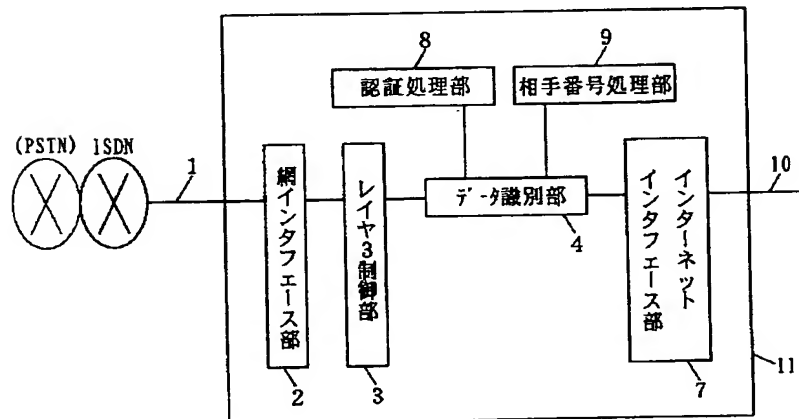 8
9
認証処理部
相手番号処理部
(PSTN) ISDN
1
網インタフェース部
レイヤ3制御部
データ識別部
4
インターネット
インタフェース部
10
2
3
7
11